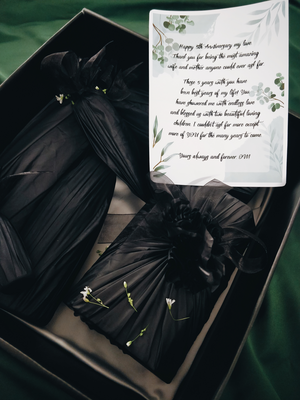 Happy 5th Anniversary my love
Thank you for being the most amazing
wife and mother anyone could ever ask for
These 5 years with you have
been best years of my life! You
have showered me with endless love
and blessed us with two beautiful loving
children. I couldn't ask for more except
more of YOU for the many years to come.
Yours always and forever